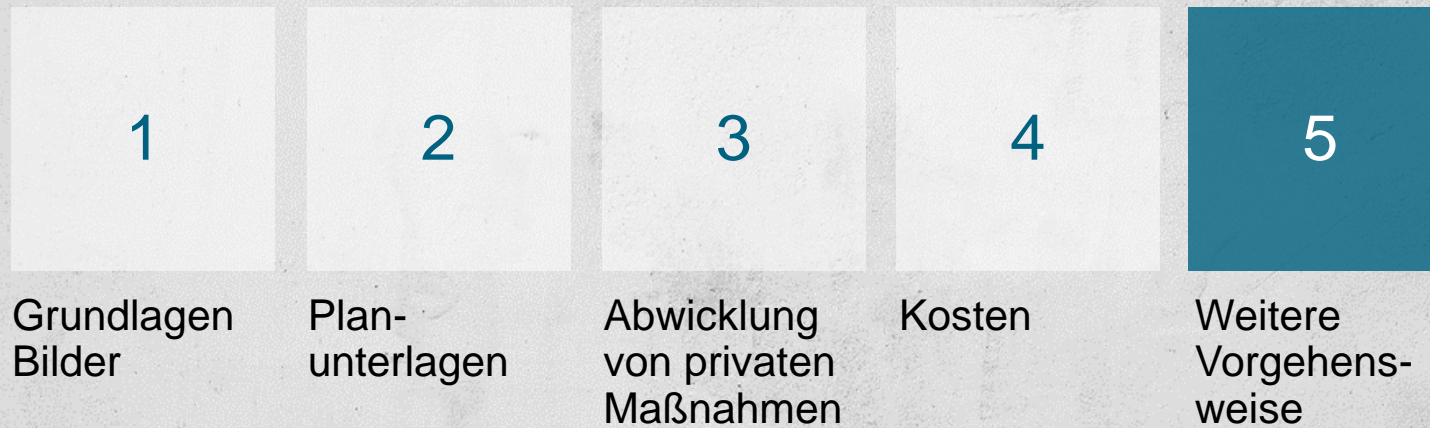 1
2
3
4
5
Grundlagen
Bilder
Plan-
unterlagen
Abwicklung
von privaten
Maßnahmen
Kosten
Weitere
Vorgehens-
weise